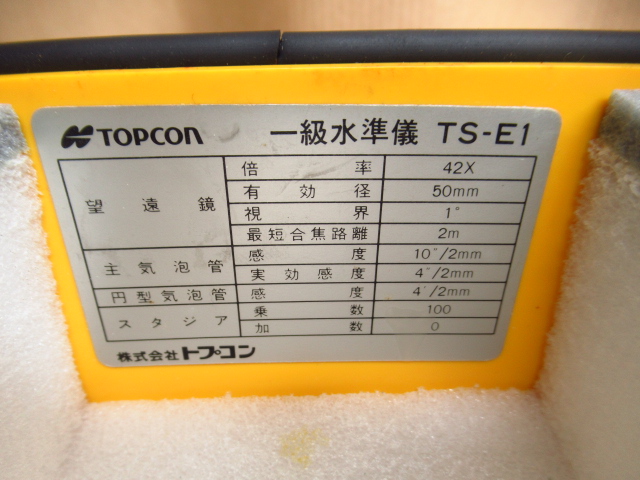 TOPCON 一級水準儀 TS-E1
望遠鏡 倍率 42X
有効径 50mm
視界 1°
最短合焦路離 2m
主気泡管 感度 10"/2mm
実効感度 4"/2mm
円型気泡管 感度 4'/2mm
スタジア 乗数 100
加数 0
株式会社トプコン